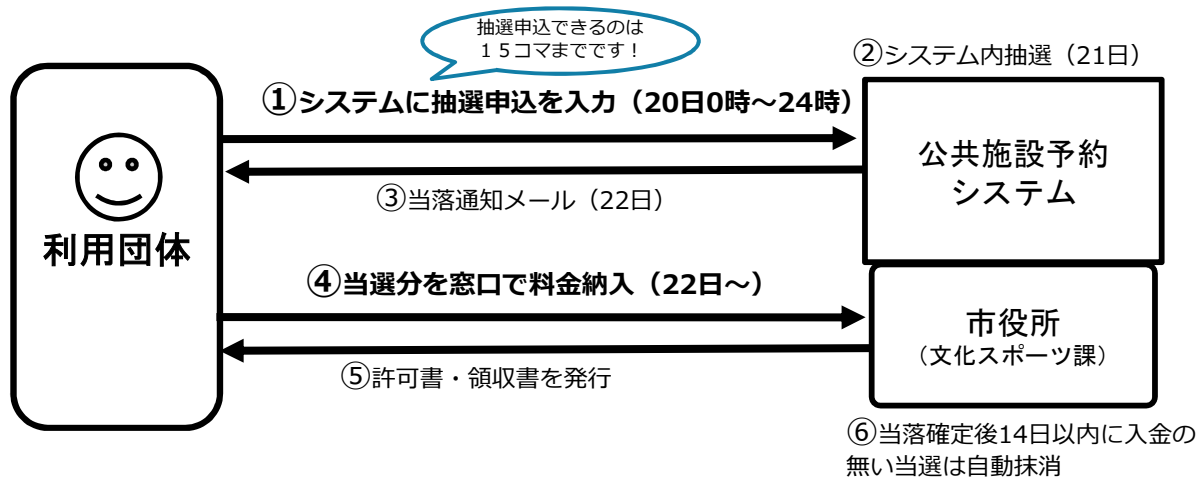 抽選申込できるのは
１５コマまでです！
②システム内抽選（21日）
①システムに抽選申込を入力（20日0時～24時）
公共施設予約
システム
③当落通知メール（22日）
利用団体
④当選分を窓口で料金納入（22日～）
市役所
（文化スポーツ課）
⑤許可書・領収書を発行
⑥当落確定後14日以内に入金の
無い当選は自動抹消